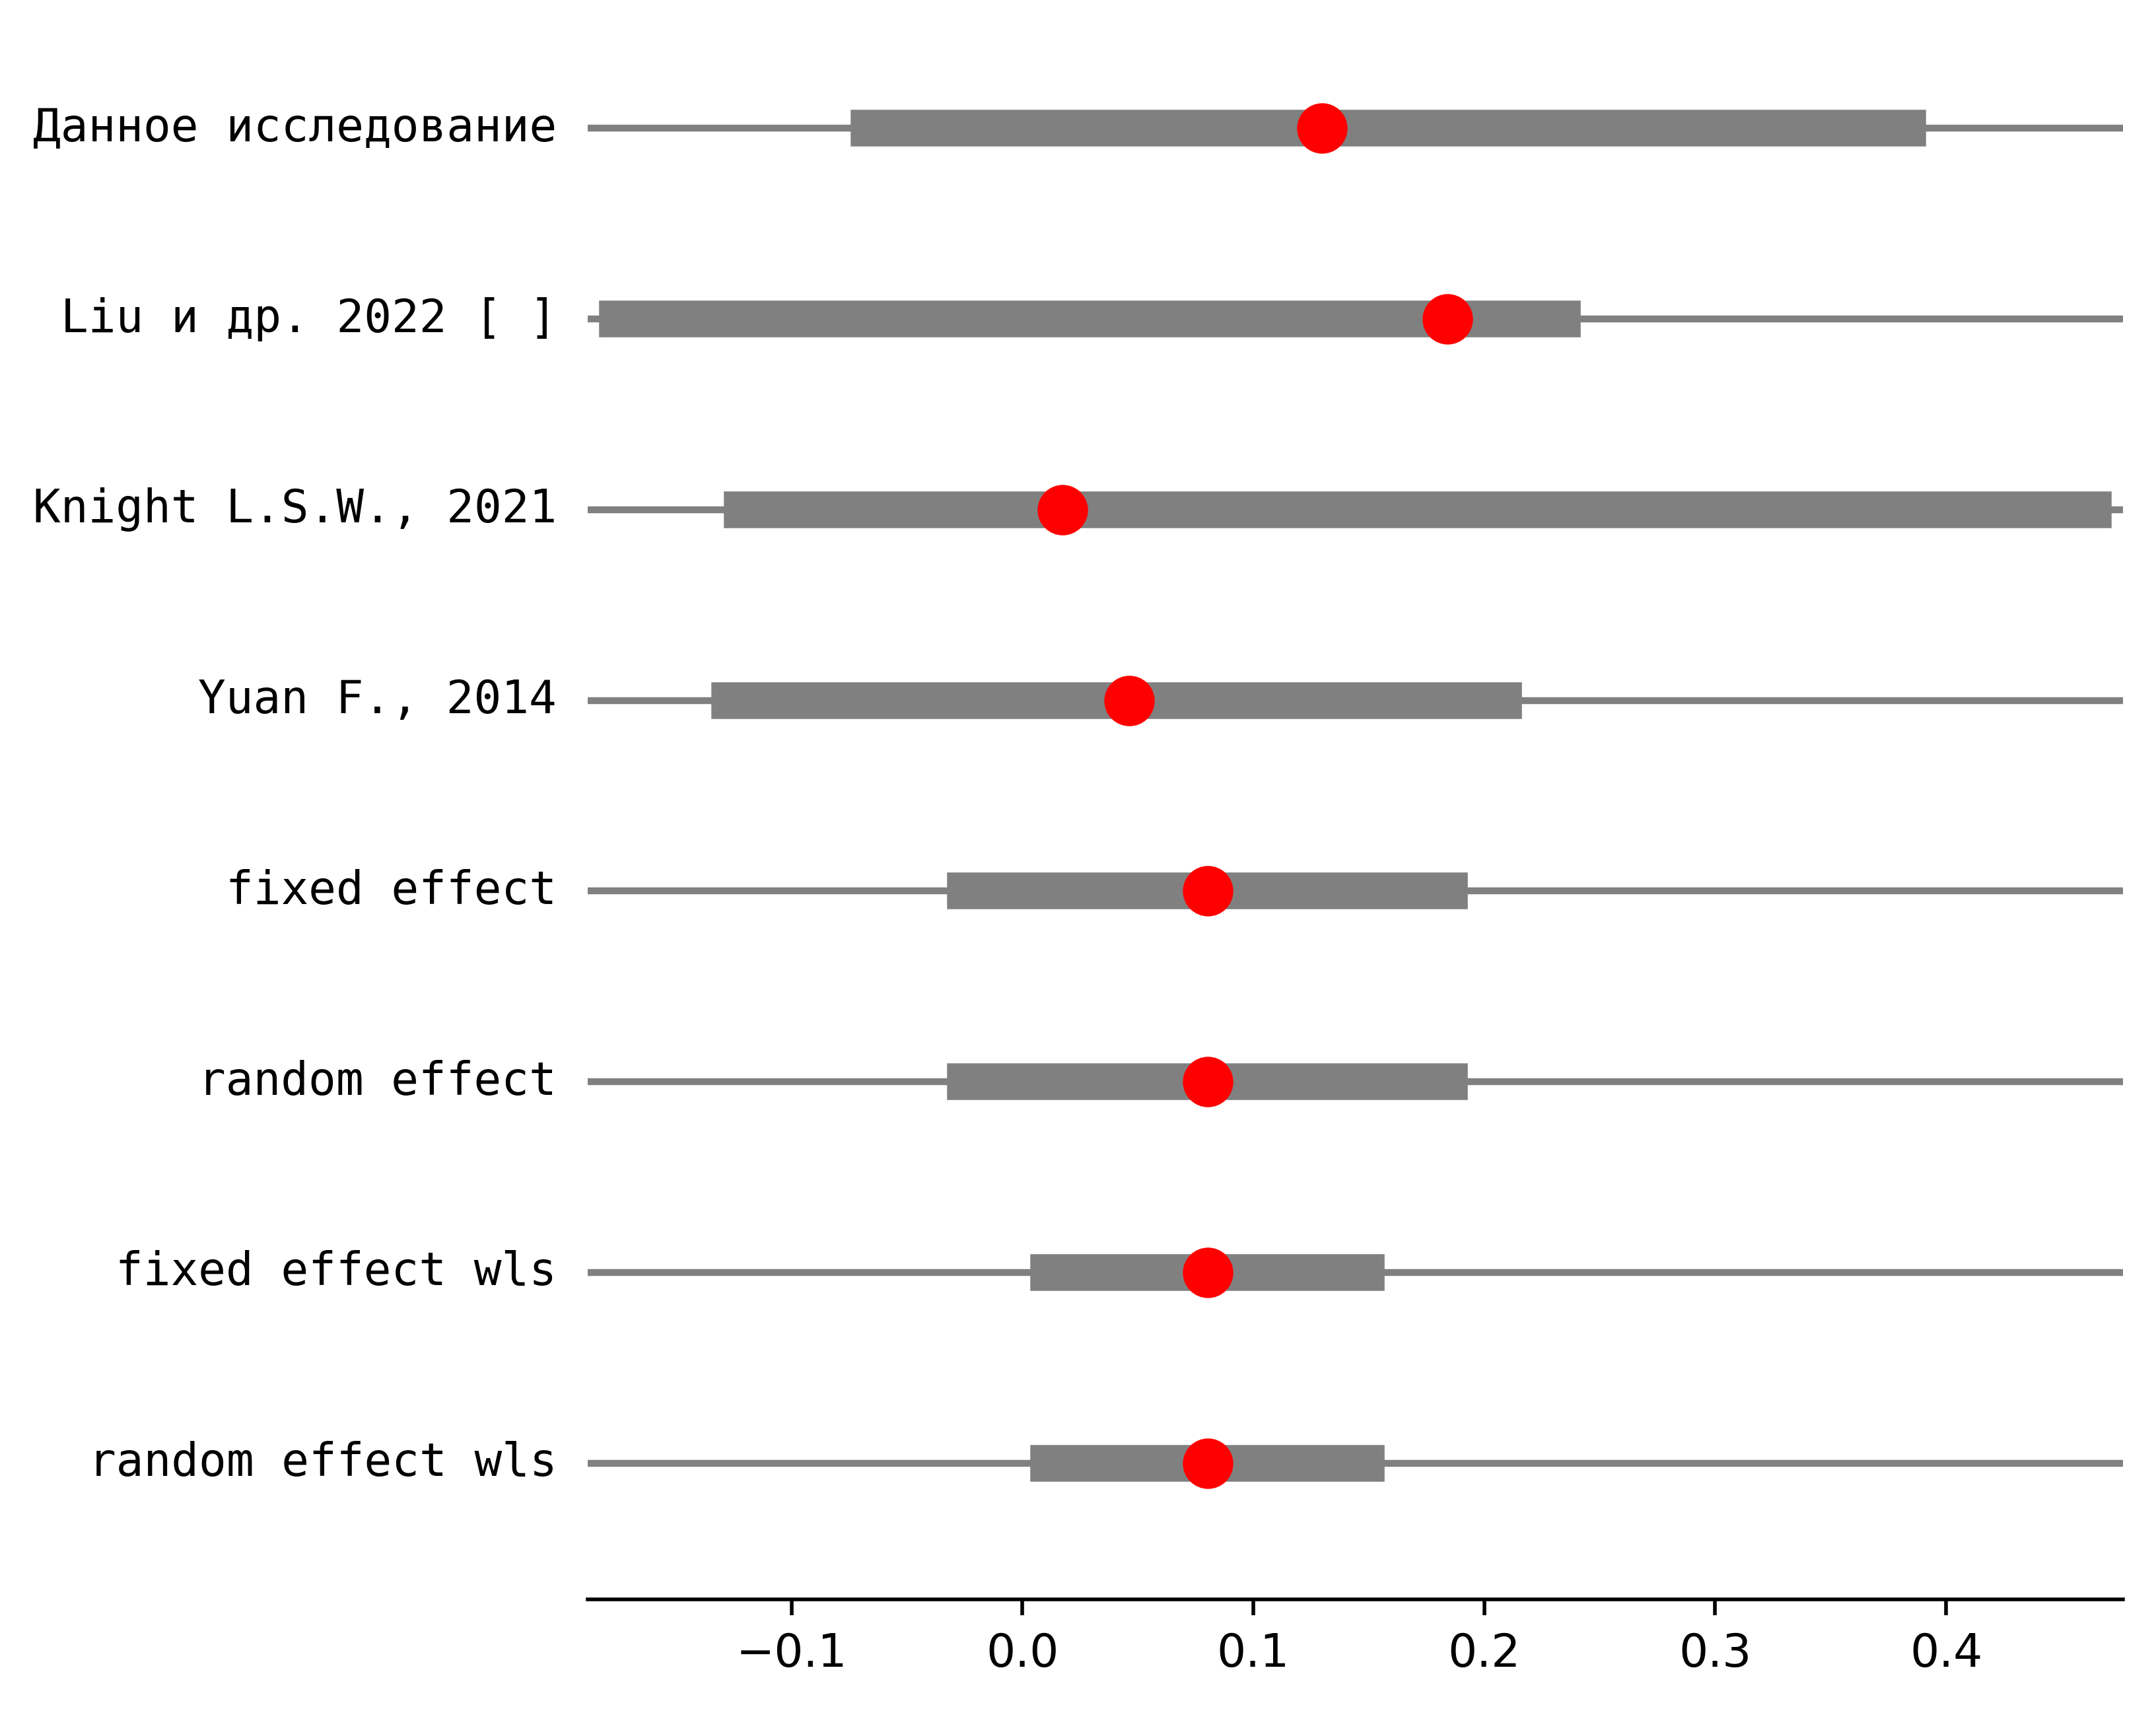 Данное исследование
Liu и др. 2022 [ ]
Knight L.S.W., 2021
Yuan F., 2014
fixed effect
random effect
fixed effect wls
random effect wls
−0.1 0.0 0.1 0.2 0.3 0.4